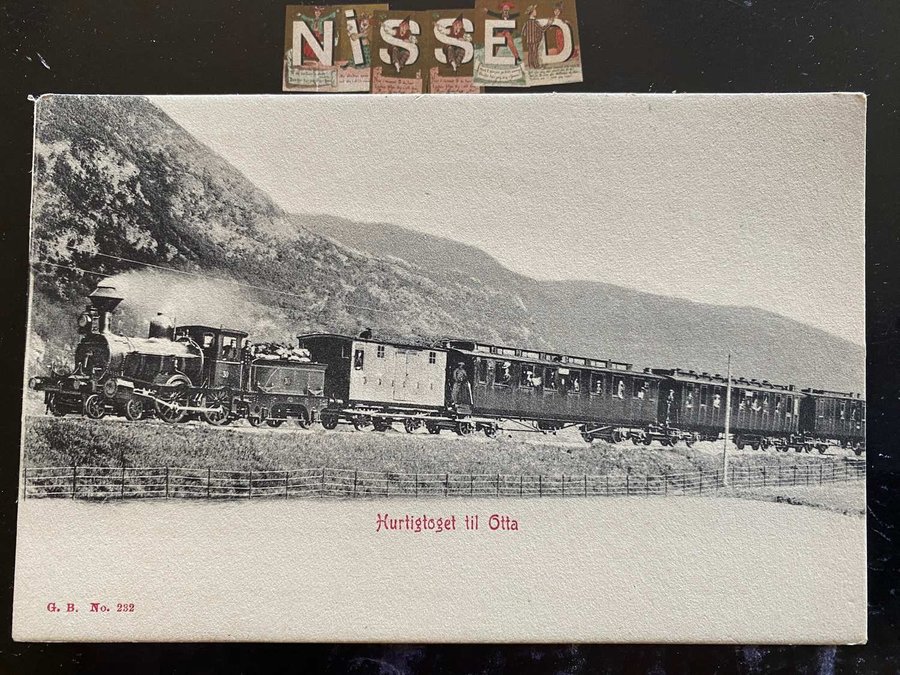 NiSSED
Hurtigtoget til Otta
G. B. No. 232